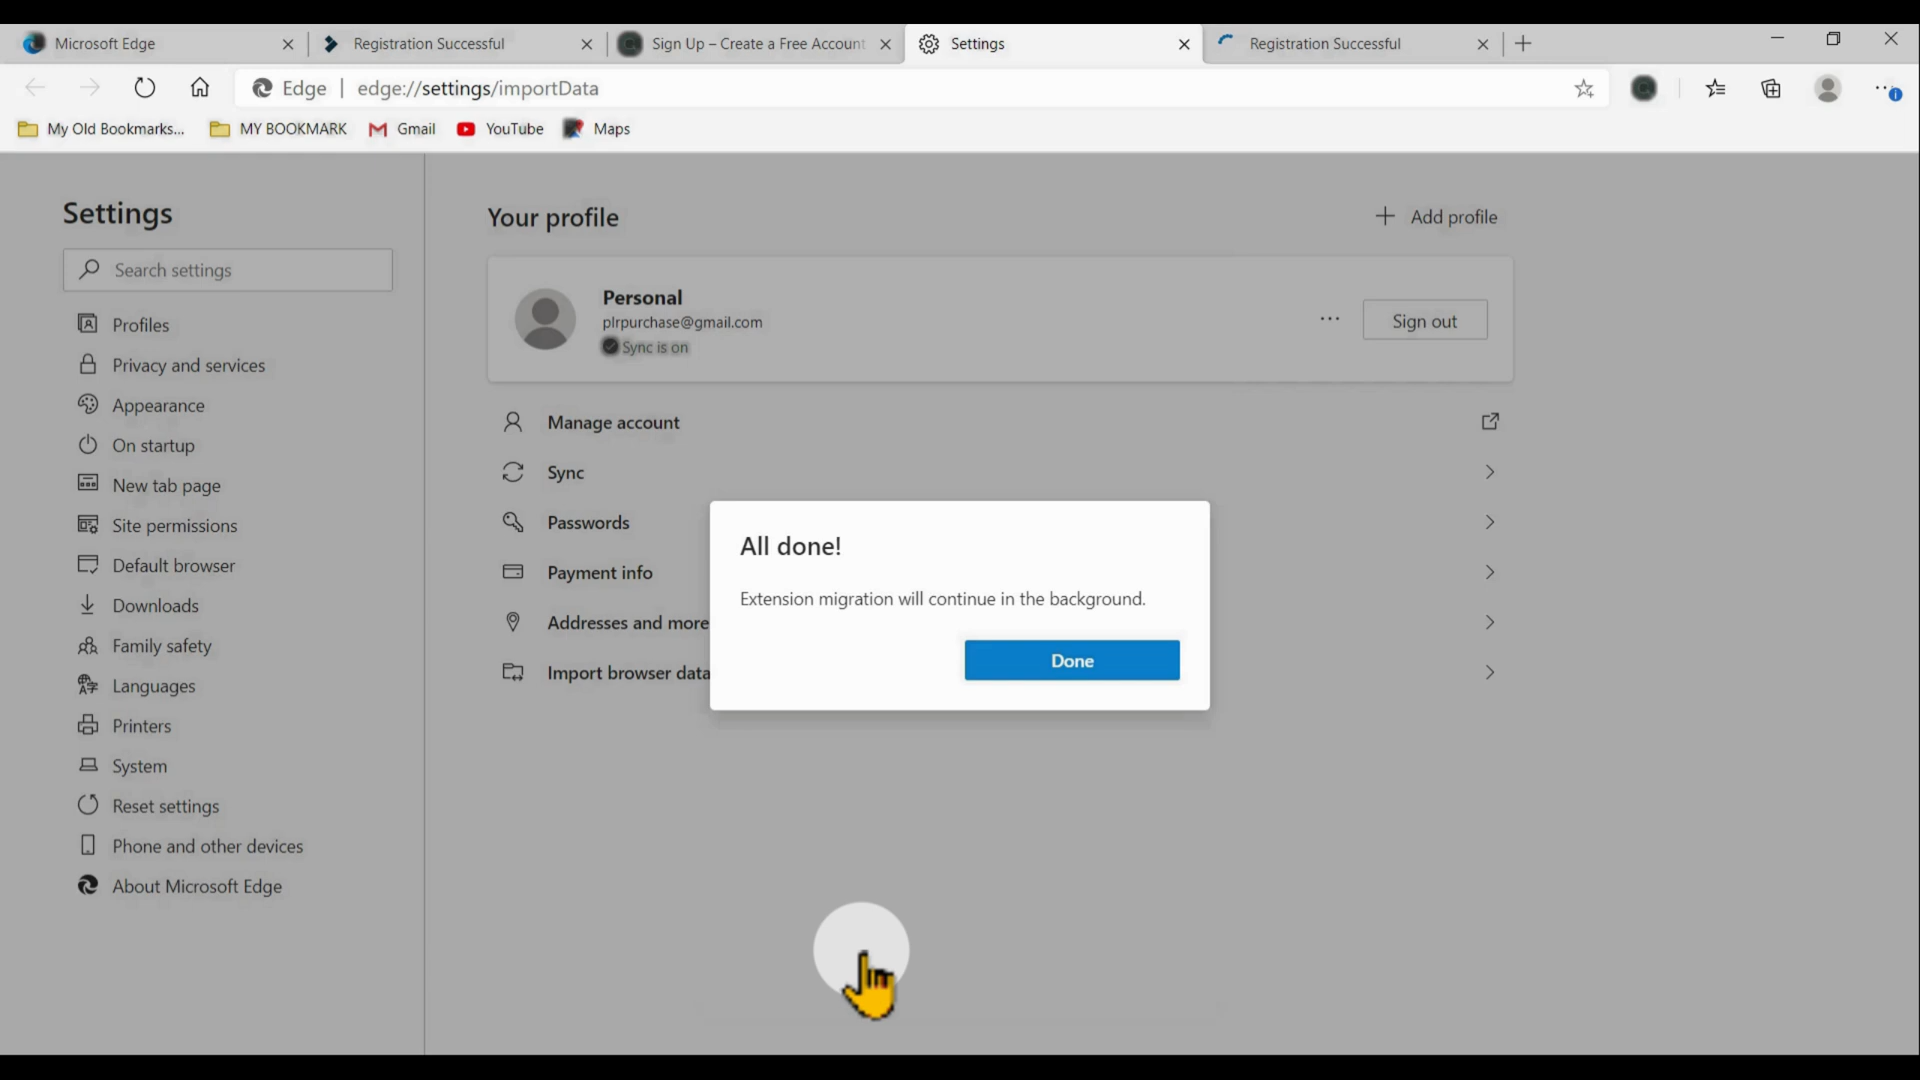 Microsoft Edge
Registration Successful
Sign Up – Create a Free Account
Settings
Registration Successful
Edge | edge://settings/importData
My Old Bookmarks...
MY BOOKMARK
Gmail
YouTube
Maps
Settings
Search settings
Profiles
Privacy and services
Appearance
On startup
New tab page
Site permissions
Default browser
Downloads
Family safety
Languages
Printers
System
Reset settings
Phone and other devices
About Microsoft Edge
Your profile
Add profile
Personal
plrpurchase@gmail.com
Sync is on
Sign out
Manage account
Sync
Passwords
Payment info
Addresses and more
Import browser data
All done!
Extension migration will continue in the background.
Done